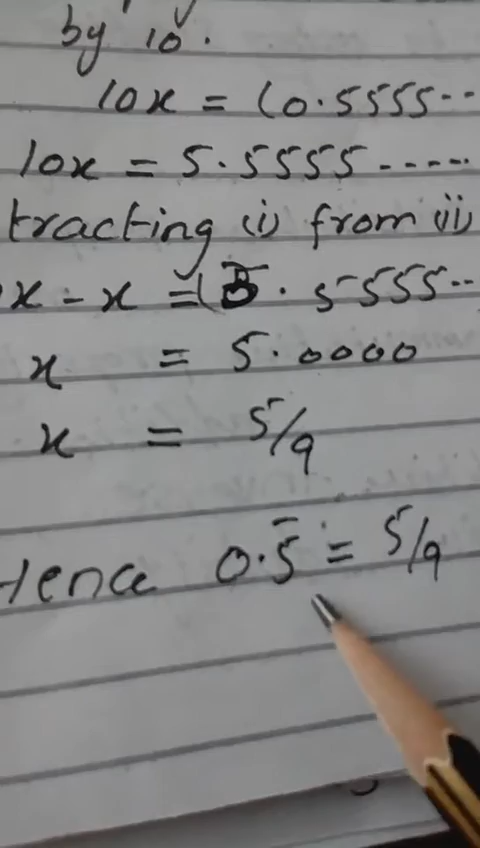 by 10.
10x = (0.5555--
10x = 5.5555-----
tracting (i) from (ii)
x - x = (5.5555--
x = 5.0000
x = 5/9
Hence 0.5̅ = 5/9